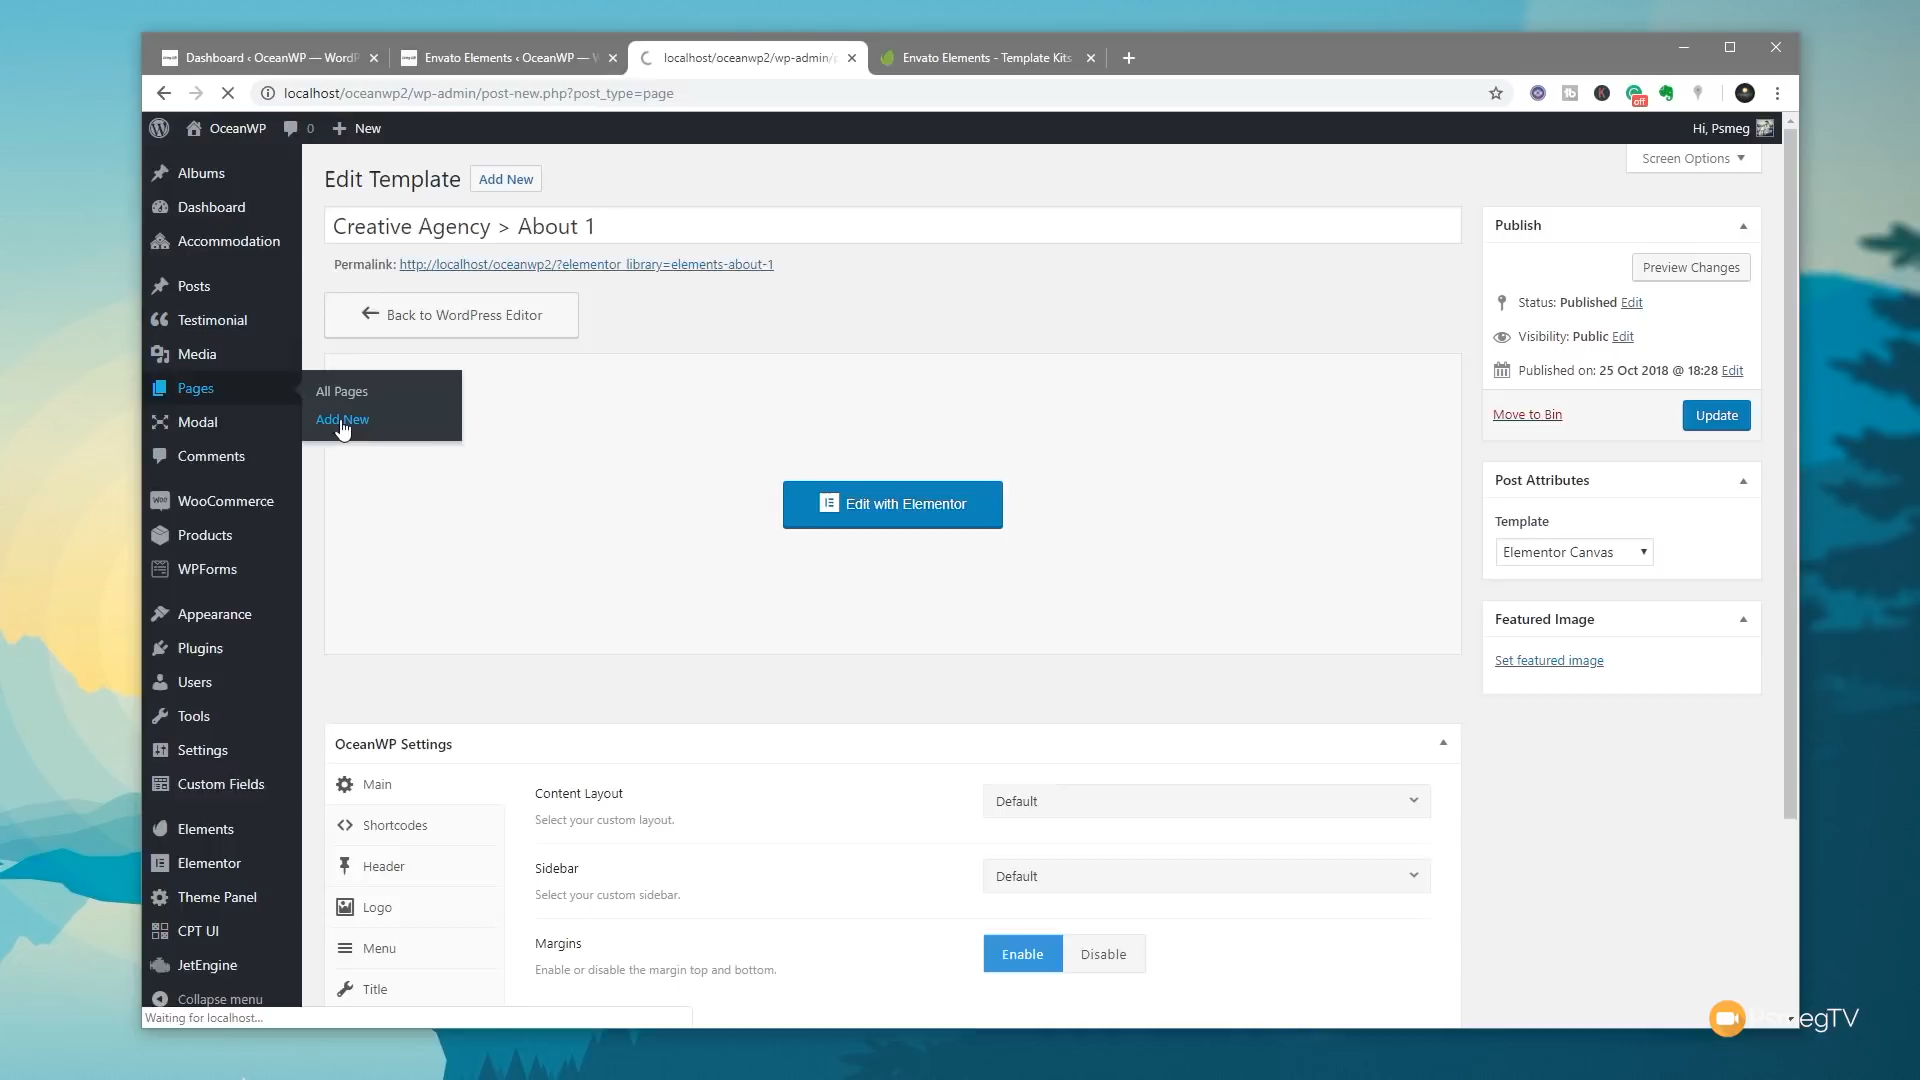 Dashboard ‹ OceanWP — WordP
Envato Elements ‹ OceanWP — W
localhost/oceanwp2/wp-admin/
Envato Elements - Template Kits
localhost/oceanwp2/wp-admin/post-new.php?post_type=page
off
OceanWP
0
New
Hi, Psmeg
Screen Options
Albums
Dashboard
Accommodation
Posts
Testimonial
Media
Pages
All Pages
Add New
Modal
Comments
WooCommerce
Products
WPForms
Appearance
Plugins
Users
Tools
Settings
Custom Fields
Elements
Elementor
Theme Panel
CPT UI
JetEngine
Collapse menu
Waiting for localhost...
Edit Template
Add New
Creative Agency > About 1
Permalink: http://localhost/oceanwp2/?elementor_library=elements-about-1
Back to WordPress Editor
Edit with Elementor
OceanWP Settings
Main
Shortcodes
Header
Logo
Menu
Title
Content Layout
Select your custom layout.
Default
Sidebar
Select your custom sidebar.
Default
Margins
Enable or disable the margin top and bottom.
Enable
Disable
Publish
Preview Changes
Status: Published Edit
Visibility: Public Edit
Published on: 25 Oct 2018 @ 18:28 Edit
Move to Bin
Update
Post Attributes
Template
Elementor Canvas
Featured Image
Set featured image